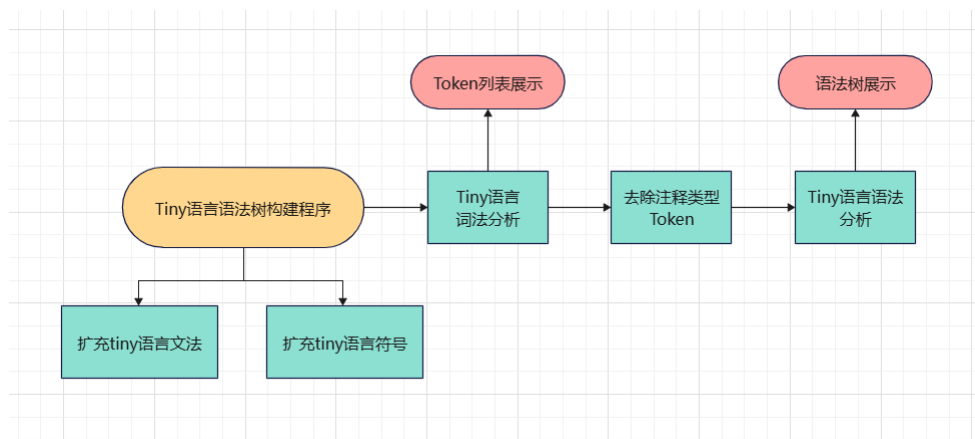 Token列表展示
语法树展示
Tiny语言语法树构建程序
Tiny语言
词法分析
去除注释类型
Token
Tiny语言语法
分析
扩充tiny语言文法
扩充tiny语言符号